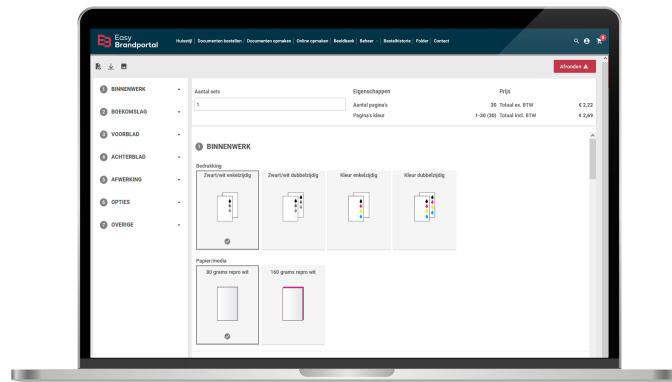 Easy
Brandportal
Huisstijl | Documenten bestellen | Documenten opmaken | Online opmaken | Beeldbank | Beheer | Bestelhistorie | Folder | Contact
Afronden
1 BINNENWERK
2 BOEKOMSLAG
3 VOORBLAD
4 ACHTERBLAD
5 AFWERKING
6 OPTIES
7 OVERIGE
Aantal sets Eigenschappen Prijs
1 Aantal pagina's 30 Totaal ex. BTW € 2,22
Pagina's kleur 1-30 (30) Totaal incl. BTW € 2,69
1 BINNENWERK
Bedrukking
Zwart/wit enkelzijdig Zwart/wit dubbelzijdig Kleur enkelzijdig Kleur dubbelzijdig
Papier/media
80 grams repro wit 160 grams repro wit